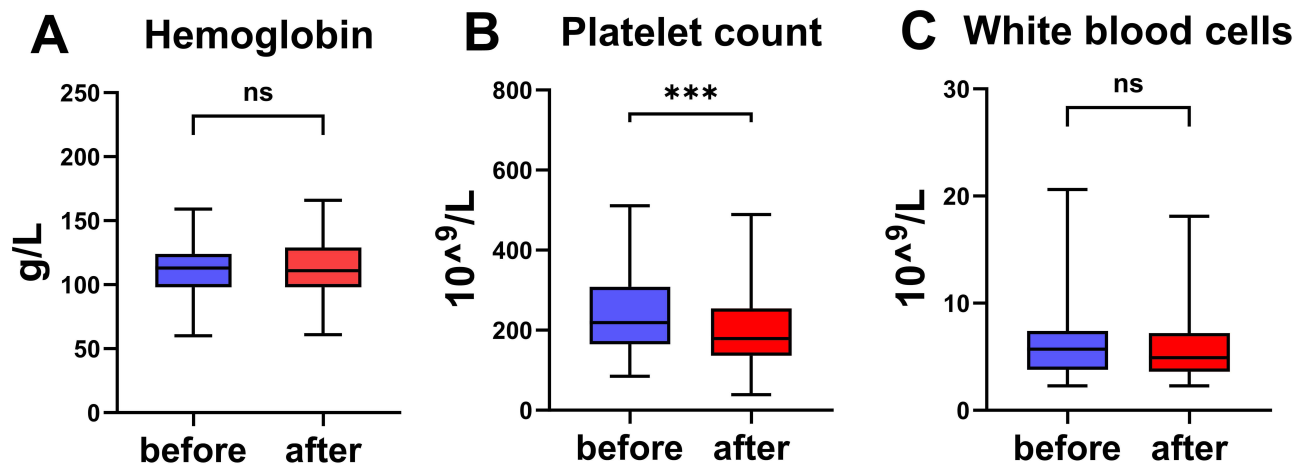 A Hemoglobin
g/L
250
200
150
100
50
0
ns
before after
B Platelet count
10^9/L
800
600
400
200
0
***
before after
C White blood cells
10^9/L
30
20
10
0
ns
before after